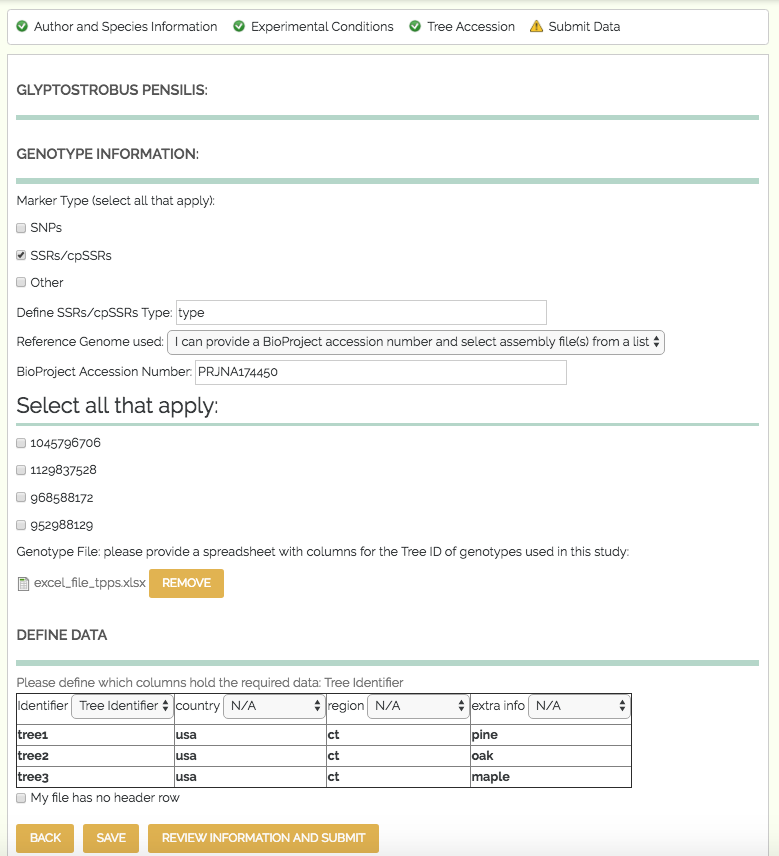 Author and Species Information Experimental Conditions Tree Accession Submit Data
GLYPTOSTROBUS PENSILIS:
GENOTYPE INFORMATION:
Marker Type (select all that apply):
SNPs
SSRs/cpSSRs
Other
Define SSRs/cpSSRs Type: type
Reference Genome used: I can provide a BioProject accession number and select assembly file(s) from a list
BioProject Accession Number: PRJNA174450
Select all that apply:
1045796706
1129837528
968588172
952988129
Genotype File: please provide a spreadsheet with columns for the Tree ID of genotypes used in this study:
excel_file_tpps.xlsx REMOVE
DEFINE DATA
Please define which columns hold the required data: Tree Identifier
Identifier Tree Identifier country N/A region N/A extra info N/A
tree1 usa ct pine
tree2 usa ct oak
tree3 usa ct maple
My file has no header row
BACK SAVE REVIEW INFORMATION AND SUBMIT